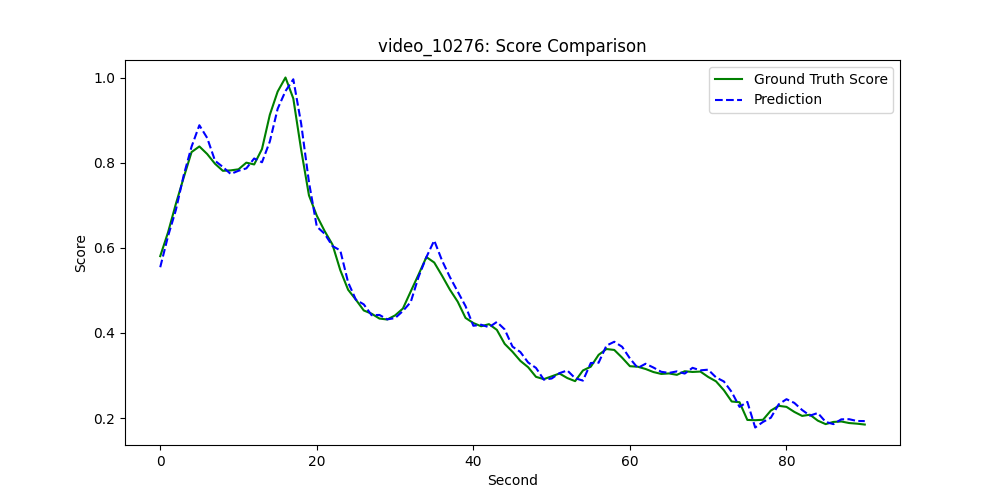 video_10276: Score Comparison
Ground Truth Score
Prediction
1.0
0.8
0.6
0.4
0.2
Score
0 20 40 60 80
Second